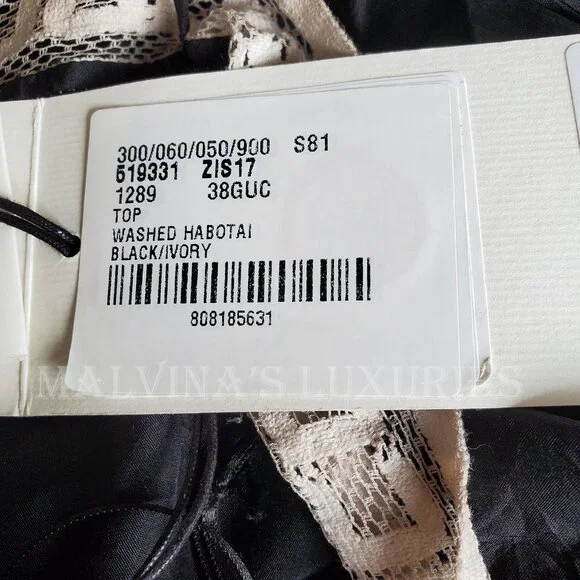 300/060/050/900 S81
519331 ZIS17
1289 38GUC
TOP
WASHED HABOTAI
BLACK/IVORY
808185631
MALVINA'S LUXURIES